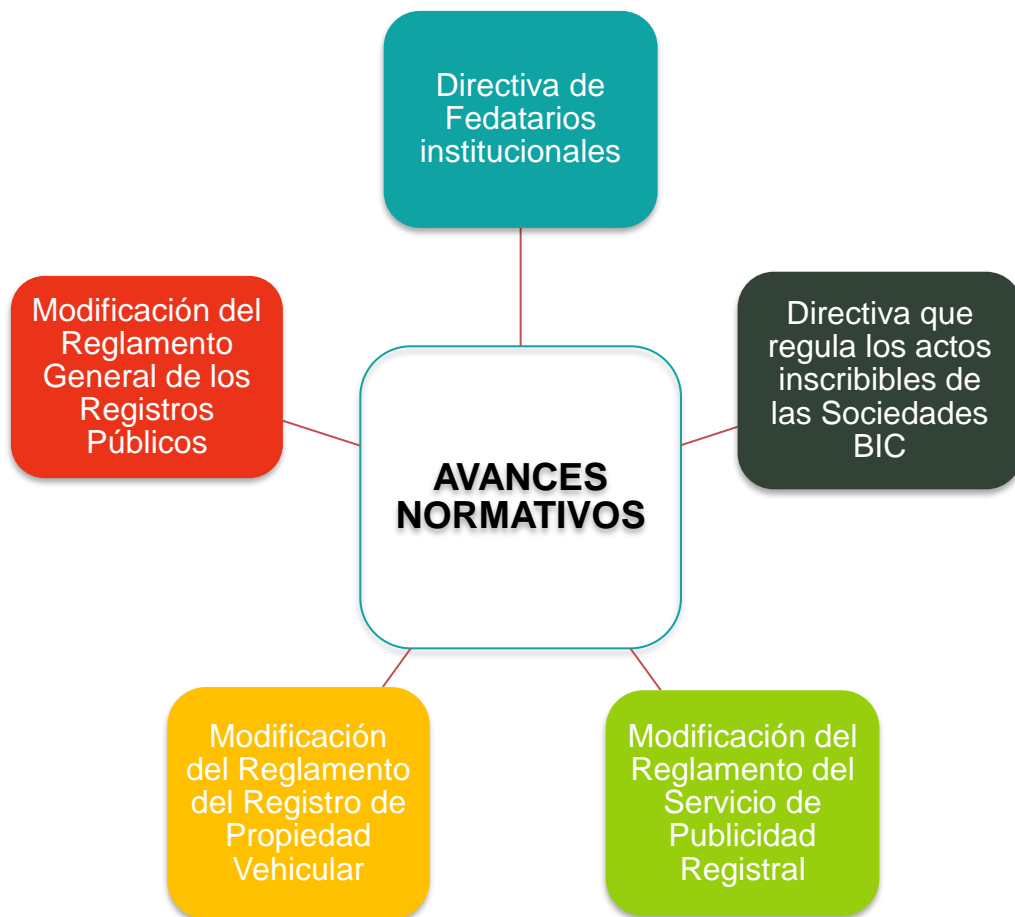 Directiva de
Fedatarios
institucionales
Modificación del
Reglamento
General de los
Registros
Públicos
Directiva que
regula los actos
inscribibles de
las Sociedades
BIC
AVANCES
NORMATIVOS
Modificación
del Reglamento
del Registro de
Propiedad
Vehicular
Modificación del
Reglamento del
Servicio de
Publicidad
Registral